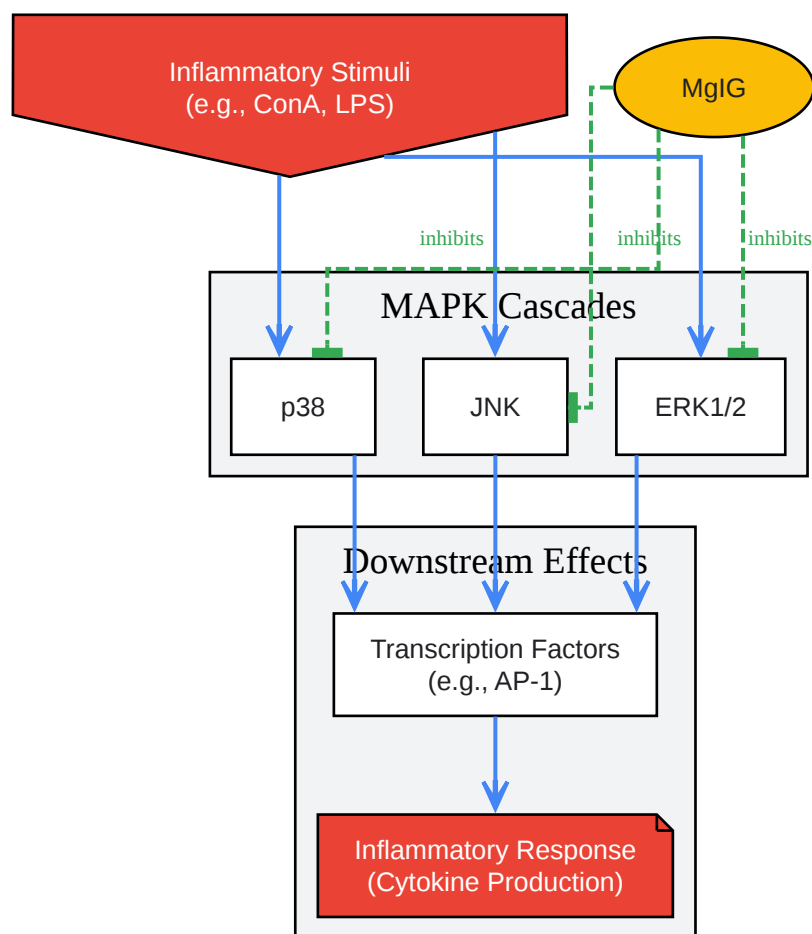 Inflammatory Stimuli
(e.g., ConA, LPS)
MgIG
inhibits
inhibits
inhibits
MAPK Cascades
p38
JNK
ERK1/2
Downstream Effects
Transcription Factors
(e.g., AP-1)
Inflammatory Response
(Cytokine Production)